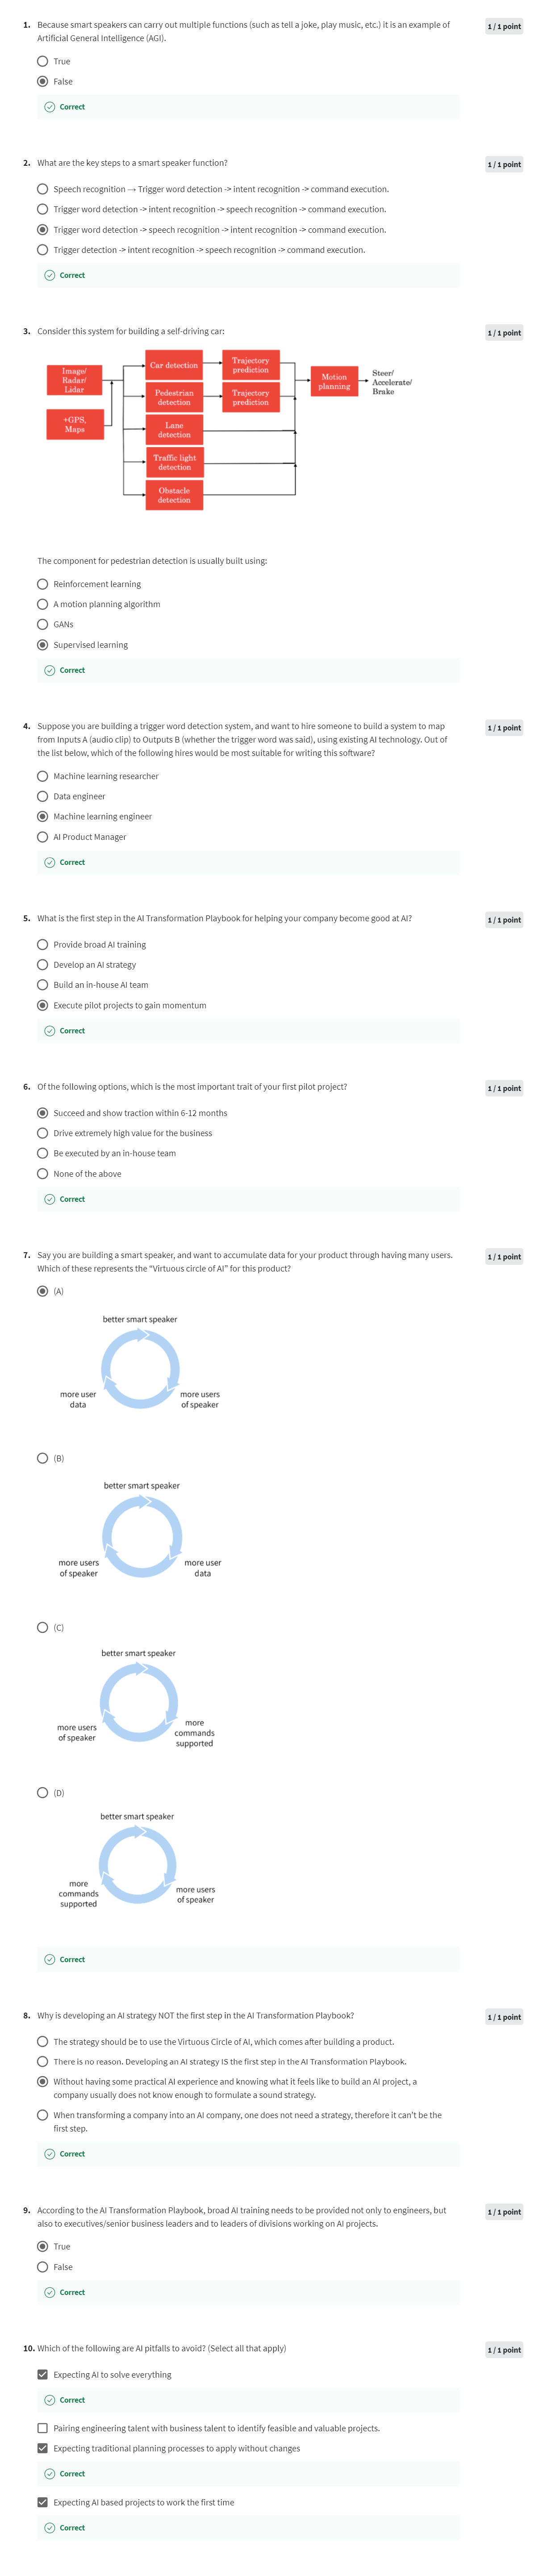 1. Because smart speakers can carry out multiple functions (such as tell a joke, play music, etc.) it is an example of
Artificial General Intelligence (AGI).
1 / 1 point
True
False
Correct
2. What are the key steps to a smart speaker function?
1 / 1 point
Speech recognition → Trigger word detection -> intent recognition -> command execution.
Trigger word detection -> intent recognition -> speech recognition -> command execution.
Trigger word detection -> speech recognition -> intent recognition -> command execution.
Trigger detection -> intent recognition -> speech recognition -> command execution.
Correct
3. Consider this system for building a self-driving car:
1 / 1 point
Image/
Radar/
Lidar
+GPS,
Maps
Car detection
Trajectory
prediction
Pedestrian
detection
Trajectory
prediction
Lane
detection
Traffic light
detection
Obstacle
detection
Motion
planning
Steer/
Accelerate/
Brake
The component for pedestrian detection is usually built using:
Reinforcement learning
A motion planning algorithm
GANs
Supervised learning
Correct
4. Suppose you are building a trigger word detection system, and want to hire someone to build a system to map
from Inputs A (audio clip) to Outputs B (whether the trigger word was said), using existing AI technology. Out of
the list below, which of the following hires would be most suitable for writing this software?
1 / 1 point
Machine learning researcher
Data engineer
Machine learning engineer
AI Product Manager
Correct
5. What is the first step in the AI Transformation Playbook for helping your company become good at AI?
1 / 1 point
Provide broad AI training
Develop an AI strategy
Build an in-house AI team
Execute pilot projects to gain momentum
Correct
6. Of the following options, which is the most important trait of your first pilot project?
1 / 1 point
Succeed and show traction within 6-12 months
Drive extremely high value for the business
Be executed by an in-house team
None of the above
Correct
7. Say you are building a smart speaker, and want to accumulate data for your product through having many users.
Which of these represents the “Virtuous circle of AI” for this product?
1 / 1 point
(A)
better smart speaker
more user
data
more users
of speaker
(B)
better smart speaker
more users
of speaker
more user
data
(C)
better smart speaker
more users
of speaker
more
commands
supported
(D)
better smart speaker
more
commands
supported
more users
of speaker
Correct
8. Why is developing an AI strategy NOT the first step in the AI Transformation Playbook?
1 / 1 point
The strategy should be to use the Virtuous Circle of AI, which comes after building a product.
There is no reason. Developing an AI strategy IS the first step in the AI Transformation Playbook.
Without having some practical AI experience and knowing what it feels like to build an AI project, a
company usually does not know enough to formulate a sound strategy.
When transforming a company into an AI company, one does not need a strategy, therefore it can't be the
first step.
Correct
9. According to the AI Transformation Playbook, broad AI training needs to be provided not only to engineers, but
also to executives/senior business leaders and to leaders of divisions working on AI projects.
1 / 1 point
True
False
Correct
10. Which of the following are AI pitfalls to avoid? (Select all that apply)
1 / 1 point
Expecting AI to solve everything
Correct
Pairing engineering talent with business talent to identify feasible and valuable projects.
Expecting traditional planning processes to apply without changes
Correct
Expecting AI based projects to work the first time
Correct